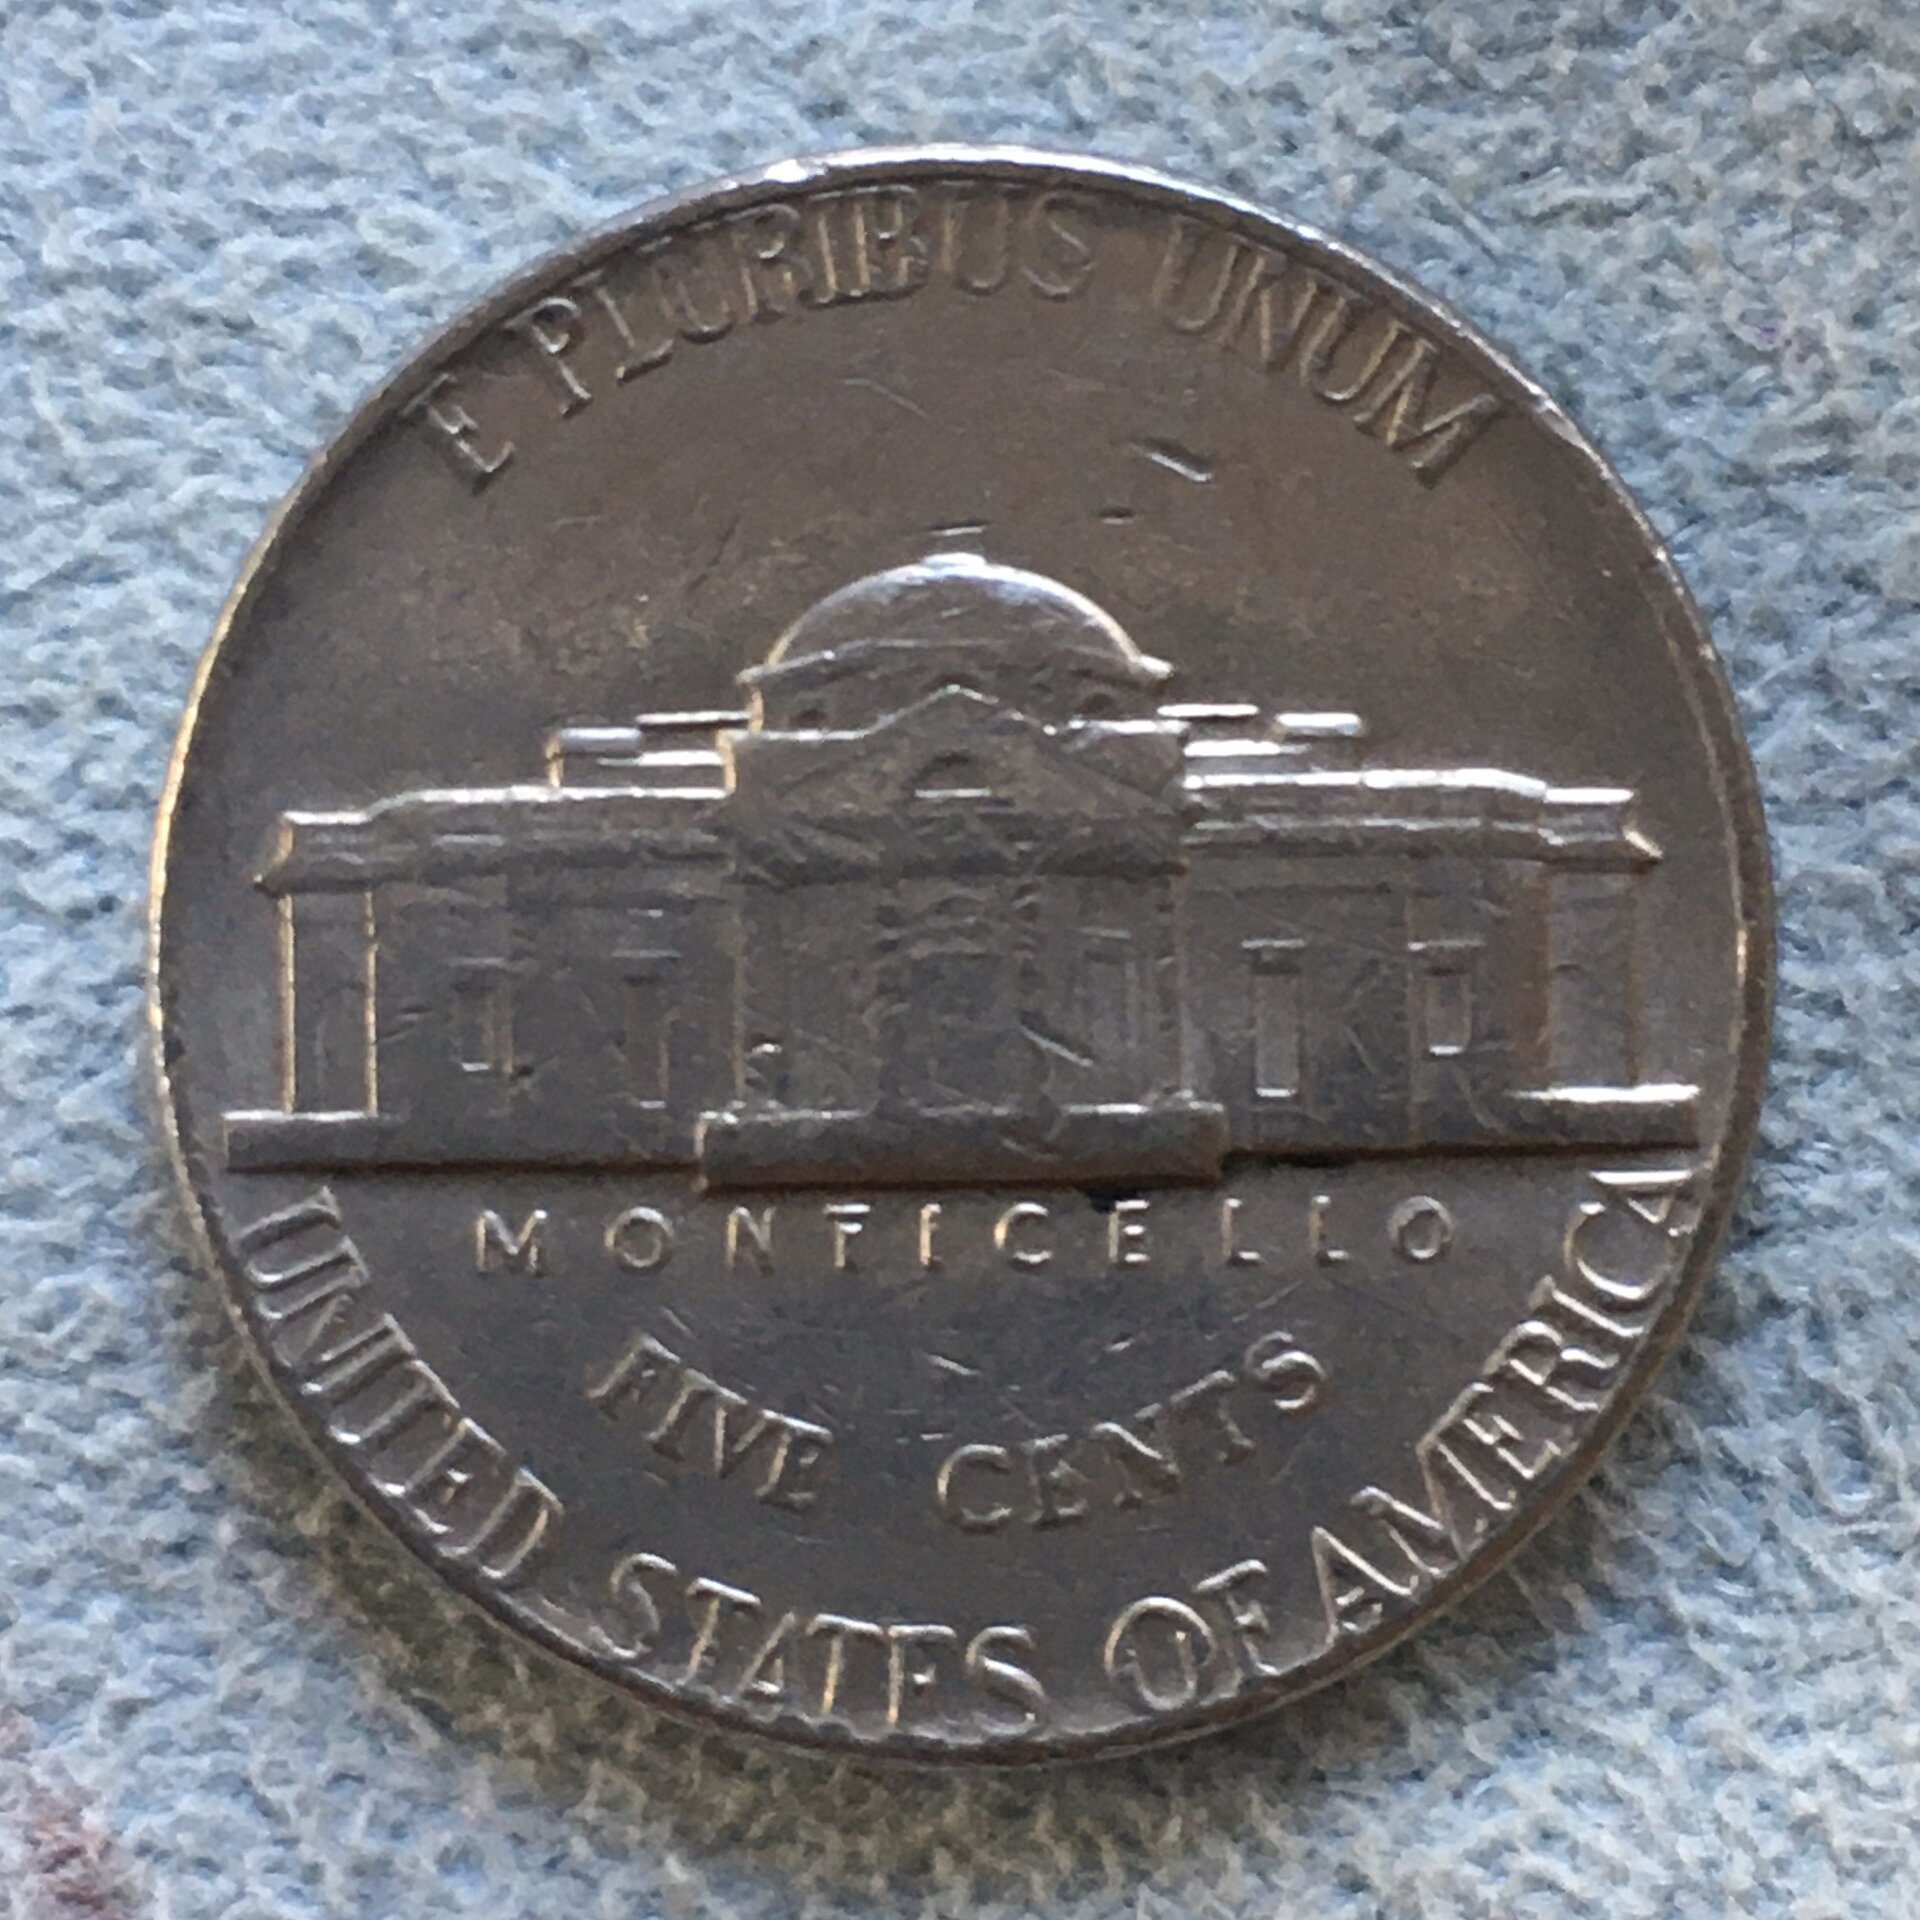 E PLURIBUS UNUM
MONTICELLO
FIVE CENTS
UNITED STATES OF AMERICA